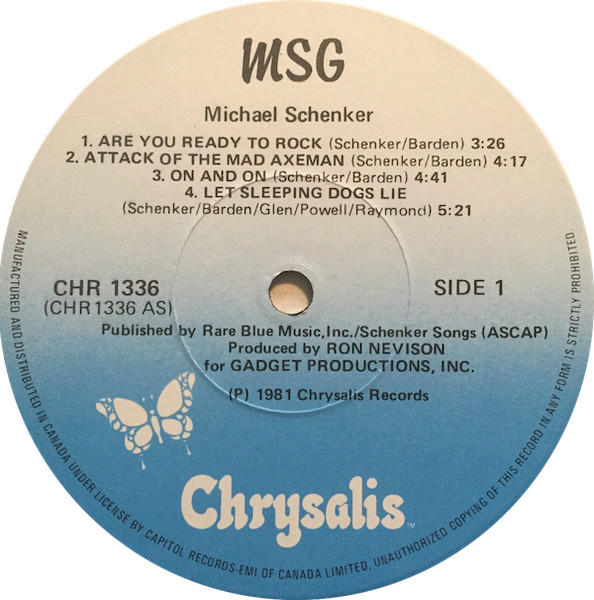 MSG
Michael Schenker
1. ARE YOU READY TO ROCK (Schenker/Barden) 3:26
2. ATTACK OF THE MAD AXEMAN (Schenker/Barden) 4:17
3. ON AND ON (Schenker/Barden) 4:41
4. LET SLEEPING DOGS LIE
(Schenker/Barden/Glen/Powell/Raymond) 5:21
CHR 1336
(CHR1336 AS)
SIDE 1
Published by Rare Blue Music,Inc./Schenker Songs (ASCAP)
Produced by RON NEVISON
for GADGET PRODUCTIONS, INC.
(P) 1981 Chrysalis Records
Chrysalis
TM
MANUFACTURED AND DISTRIBUTED IN CANADA UNDER LICENSE BY CAPITOL RECORDS-EMI OF CANADA LIMITED. UNAUTHORIZED COPYING OF THIS RECORD IN ANY FORM IS STRICTLY PROHIBITED.